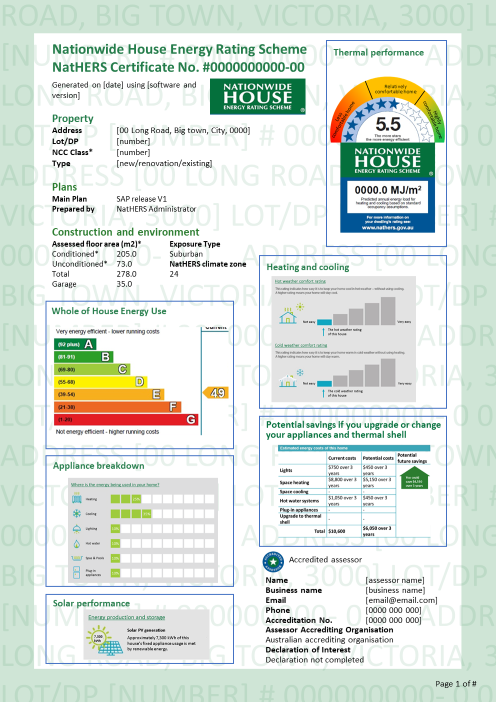 Nationwide House Energy Rating Scheme
NatHERS Certificate No. #0000000000-00
Generated on [date] using [software and
version]
NATIONWIDE
HOUSE
ENERGY RATING SCHEME
Property
Address [00 Long Road, Big town, City, 0000]
Lot/DP [number]
NCC Class* [number]
Type [new/renovation/existing]
Plans
Main Plan SAP release V1
Prepared by NatHERS Administrator
Construction and environment
Assessed floor area (m2)* Exposure Type
Conditioned* 205.0 Suburban
Unconditioned* 73.0 NatHERS climate zone
Total 278.0 24
Garage 35.0
Thermal performance
Relatively
comfortable home
5.5
The more stars
the more energy efficient
NATIONWIDE
HOUSE
ENERGY RATING SCHEME
0000.0 MJ/m²
Predicted annual energy load for
heating and cooling based on standard
occupancy assumptions.
For more information on
your dwelling's rating see:
www.nathers.gov.au
Whole of House Energy Use
Very energy efficient - lower running costs
(92 plus) A
(81-91) B
(69-80) C
(55-68) D
(39-54) E
(21-38) F
(1-20) G
49
Not energy efficient - higher running costs
Heating and cooling
Hot weather comfort rating
Not easy
Very easy
The hot weather rating
of this house
Cold weather comfort rating
Not easy
Very easy
The cold weather rating
of this house
Potential savings if you upgrade or change
your appliances and thermal shell
Estimated energy costs of this home
Current costs Potential costs Potential future savings
Lights $750 over 3 years $450 over 3 years
Space heating $8,800 over 3 years $5,150 over 3 years
Space cooling
Hot water systems $1,050 over 3 years $450 over 3 years
Plug-in appliances
Upgrade to thermal shell
Total $10,600 $6,050 over 3 years
Appliance breakdown
Where is the energy being used in your home?
Heating
Cooling
Lighting
Hot water
Plug in
appliances
Solar performance
Energy production and storage
7,500
kWh
Solar PV generation
Approximately 7,500 kWh of this
house's fixed appliance usage is met
by renewable energy.
Accredited assessor
Name [assessor name]
Business name [business name]
Email [email@email.com]
Phone [0000 000 000]
Accreditation No. [0000 000 000]
Assessor Accrediting Organisation
Australian accrediting organisation
Declaration of Interest
Declaration not completed
Page 1 of #